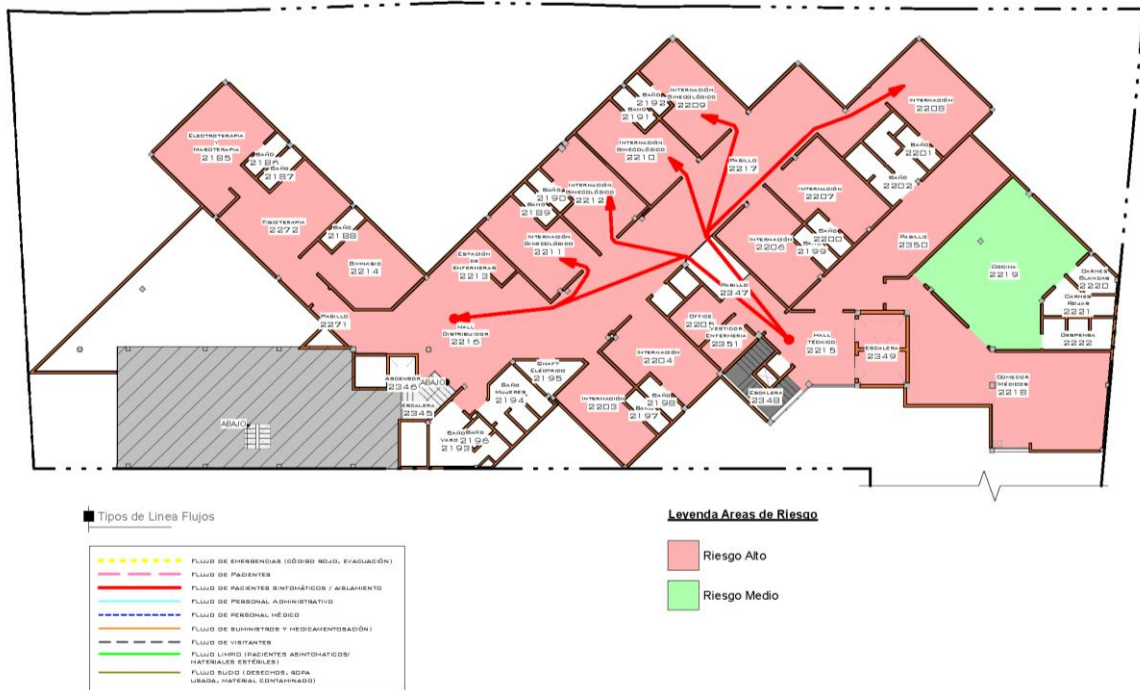 ELECTROTERAPIA
Y
MASOTERAPIA
2185
BAÑO
2186
BAÑO
2187
FISIOTERAPIA
2272
BAÑO
2188
GIMNASIO
2214
PASILLO
2271
ESTACIÓN
DE
ENFERMERAS
2213
HALL
DISTRIBUIDOR
2216
INTERNACIÓN
GINECOLÓGICO
2211
BAÑO
2189
BAÑO
2190
INTERNACIÓN
GINECOLÓGICO
2212
INTERNACIÓN
GINECOLÓGICO
2210
BAÑO
2191
BAÑO
2192
INTERNACIÓN
GINECOLÓGICO
2209
PASILLO
2217
INTERNACIÓN
2208
BAÑO
2201
BAÑO
2202
INTERNACIÓN
2207
BAÑO
2200
BAÑO
2199
INTERNACIÓN
2206
PASILLO
2350
COCINA
2219
CARNES
BLANCAS
2220
CARNES
ROJAS
2221
DESPENSA
2222
PASILLO
2347
OFFICE
2205
VESTIDOR
ENFERMERIA
2351
HALL
TÉCNICO
2215
ESCALERA
2349
INTERNACIÓN
2204
ESCALERA
2348
COMEDOR
MÉDICOS
2218
SHAFT
ELÉCTRICO
2195
INTERNACIÓN
2203
BAÑO
2198
BAÑO
2197
ASCENSOR
2346
ABAJO
ESCALERA
2345
BAÑO
MUJERES
2194
BAÑO
2196
BAÑO
VARO
2193
ABAJO
Tipos de Linea Flujos
FLUJO DE EMERGENCIAS (CÓDIGO ROJO, EVACUACIÓN)
FLUJO DE PACIENTES
FLUJO DE PACIENTES SINTOMÁTICOS / AISLAMIENTO
FLUJO DE PERSONAL ADMINISTRATIVO
FLUJO DE PERSONAL MÉDICO
FLUJO DE SUMINISTROS Y MEDICAMENTOSACIÓN)
FLUJO DE VISITANTES
FLUJO LIMPIO (PACIENTES ASINTOMÁTICOS/
MATERIALES ESTÉRILES)
FLUJO SUCIO (DESECHOS, ROPA
USADA, MATERIAL CONTAMINADO)
Leyenda Areas de Riesgo
Riesgo Alto
Riesgo Medio